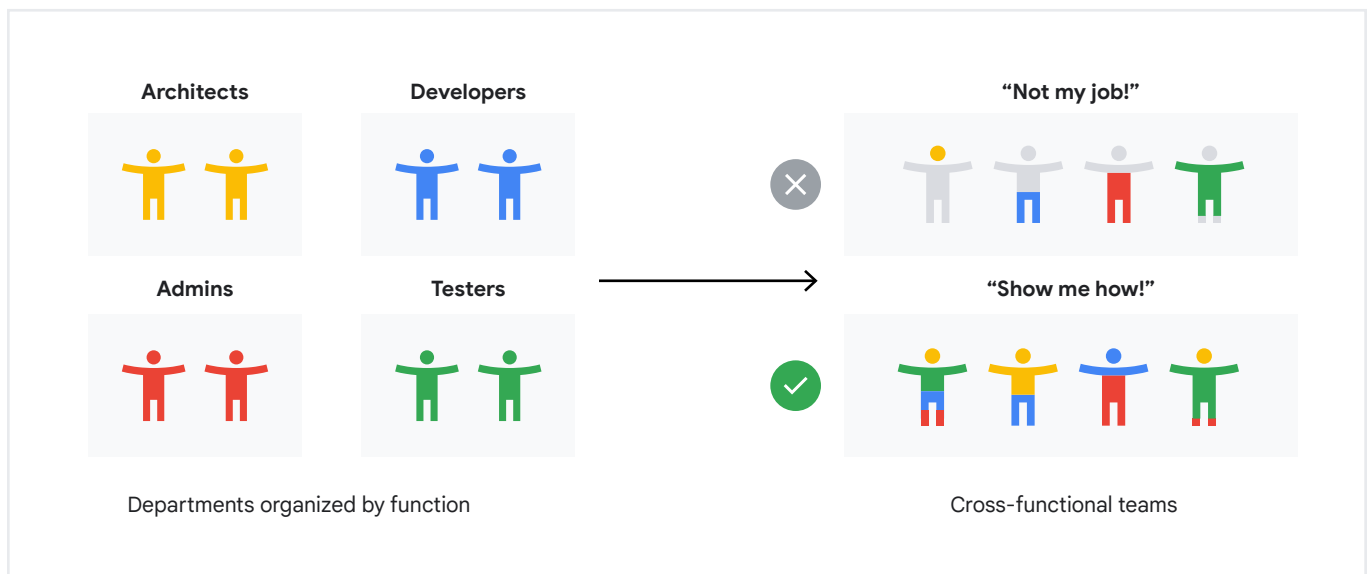 Architects
Developers
“Not my job!”
Admins
Testers
“Show me how!”
Departments organized by function
Cross-functional teams